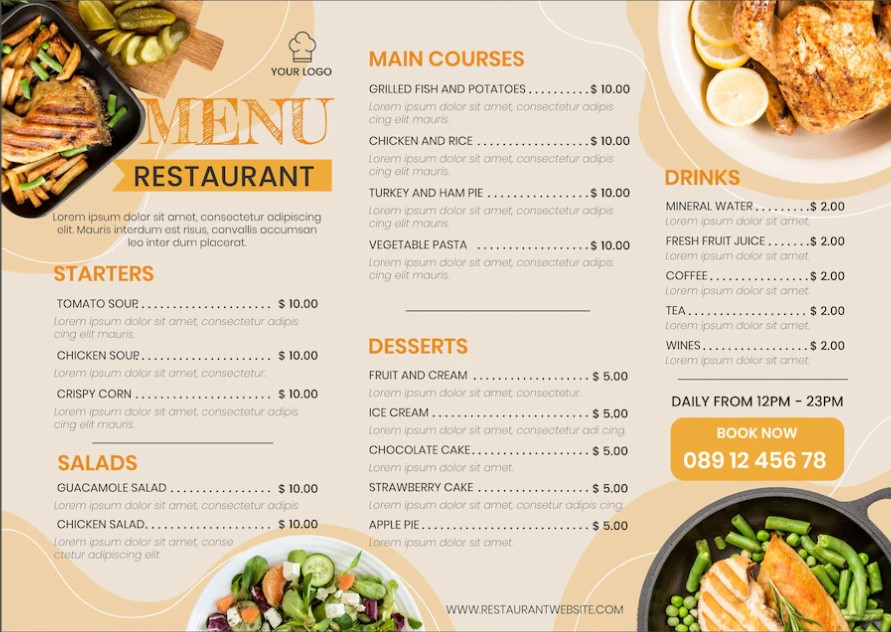 YOUR LOGO
MENU
RESTAURANT
Lorem ipsum dolor sit amet, consectetur adipiscing
elit. Mauris interdum est risus, convallis accumsan
leo inter dum placerat.
STARTERS
TOMATO SOUP. . . . . . . . . . . . . . . . . . . . . $ 10.00
Lorem ipsum dolor sit amet, consectetur adipis
cing elit mauris.
CHICKEN SOUP. . . . . . . . . . . . . . . . . . . . . $ 10.00
Lorem ipsum dolor sit amet, consectetur.
CRISPY CORN . . . . . . . . . . . . . . . . . . . . . . $ 10.00
Lorem ipsum dolor sit amet, consectetur adipis
cing elit mauris.
SALADS
GUACAMOLE SALAD . . . . . . . . . . . . . . . . $ 10.00
Lorem ipsum dolor sit amet, consectetur adipis
CHICKEN SALAD. . . . . . . . . . . . . . . . . . . . $ 10.00
Lorem ipsum dolor sit amet, conse
ctetur adipiscing elit
MAIN COURSES
GRILLED FISH AND POTATOES . . . . . . . . . . $ 10.00
Lorem ipsum dolor sit amet, consectetur adipis
cing elit mauris.
CHICKEN AND RICE . . . . . . . . . . . . . . . . . . $ 10.00
Lorem ipsum dolor sit amet, consectetur adipis
cing elit mauris.
TURKEY AND HAM PIE . . . . . . . . . . . . . . . . $ 10.00
Lorem ipsum dolor sit amet, consectetur adipis
cing elit mauris.
VEGETABLE PASTA . . . . . . . . . . . . . . . . . . $ 10.00
Lorem ipsum dolor sit amet, consectetur adipis
cing elit mauris.
DESSERTS
FRUIT AND CREAM . . . . . . . . . . . . . . . . . . . $ 5.00
Lorem ipsum dolor sit amet, consectetur.
ICE CREAM . . . . . . . . . . . . . . . . . . . . . . . . . . $ 5.00
Lorem ipsum dolor sit amet, consectetur adi cing.
CHOCOLATE CAKE. . . . . . . . . . . . . . . . . . . $ 5.00
Lorem ipsum dolor sit amet.
STRAWBERRY CAKE . . . . . . . . . . . . . . . . . . $ 5.00
Lorem ipsum dolor sit amet, consetur adipis cing.
APPLE PIE . . . . . . . . . . . . . . . . . . . . . . . . . . . . $ 5.00
Lorem ipsum dolor sit amet.
WWW.RESTAURANTWEBSITE.COM
DRINKS
MINERAL WATER . . . . . . . . . $ 2.00
Lorem ipsum dolor sit amet.
FRESH FRUIT JUICE . . . . . . . $ 2.00
Lorem ipsum dolor sit amet.
COFFEE. . . . . . . . . . . . . . . . . $ 2.00
Lorem ipsum dolor sit amet.
TEA . . . . . . . . . . . . . . . . . . . . . $ 2.00
Lorem ipsum dolor sit amet.
WINES . . . . . . . . . . . . . . . . . . $ 2.00
Lorem ipsum dolor sit amet.
DAILY FROM 12PM - 23PM
BOOK NOW
089 12 456 78